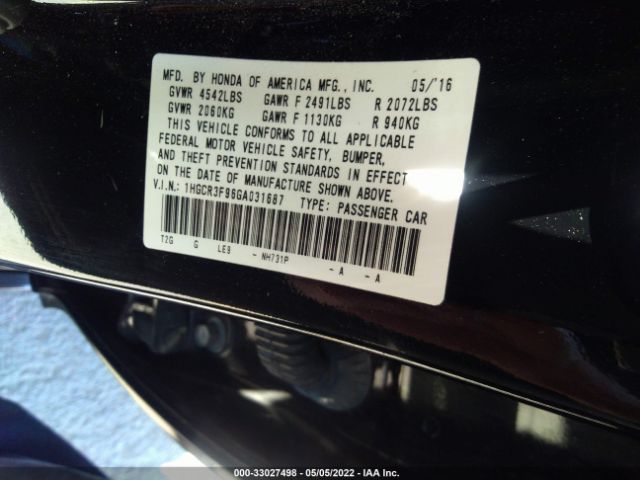 MFD. BY HONDA OF AMERICA MFG., INC. 05/'16
GVWR 4542LBS GAWR F 2491LBS R 2072LBS
GVWR 2060KG GAWR F 1130KG R 940KG
THIS VEHICLE CONFORMS TO ALL APPLICABLE
FEDERAL MOTOR VEHICLE SAFETY, BUMPER,
AND THEFT PREVENTION STANDARDS IN EFFECT
ON THE DATE OF MANUFACTURE SHOWN ABOVE.
V.I.N.: 1HGCR3F96GA031687 TYPE: PASSENGER CAR
T2G G LE9 - NH731P - A - A
000-33027498 - 05/05/2022 - IAA Inc.